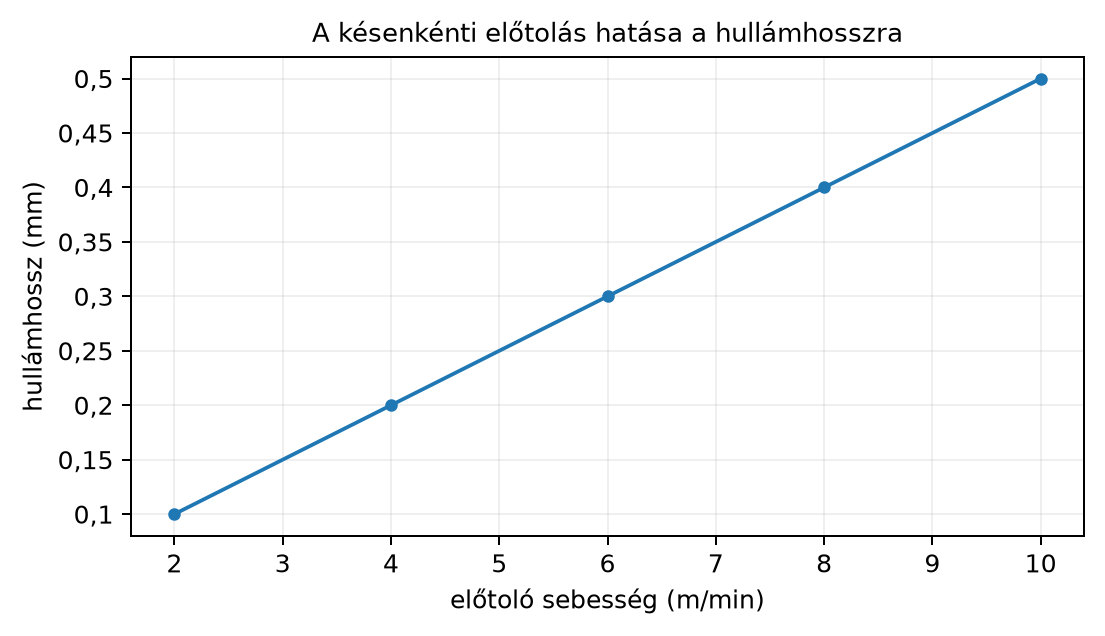 A késenkénti előtolás hatása a hullámhosszra
hullámhossz (mm)
0,5
0,45
0,4
0,35
0,3
0,25
0,2
0,15
0,1
2 3 4 5 6 7 8 9 10
előtoló sebesség (m/min)